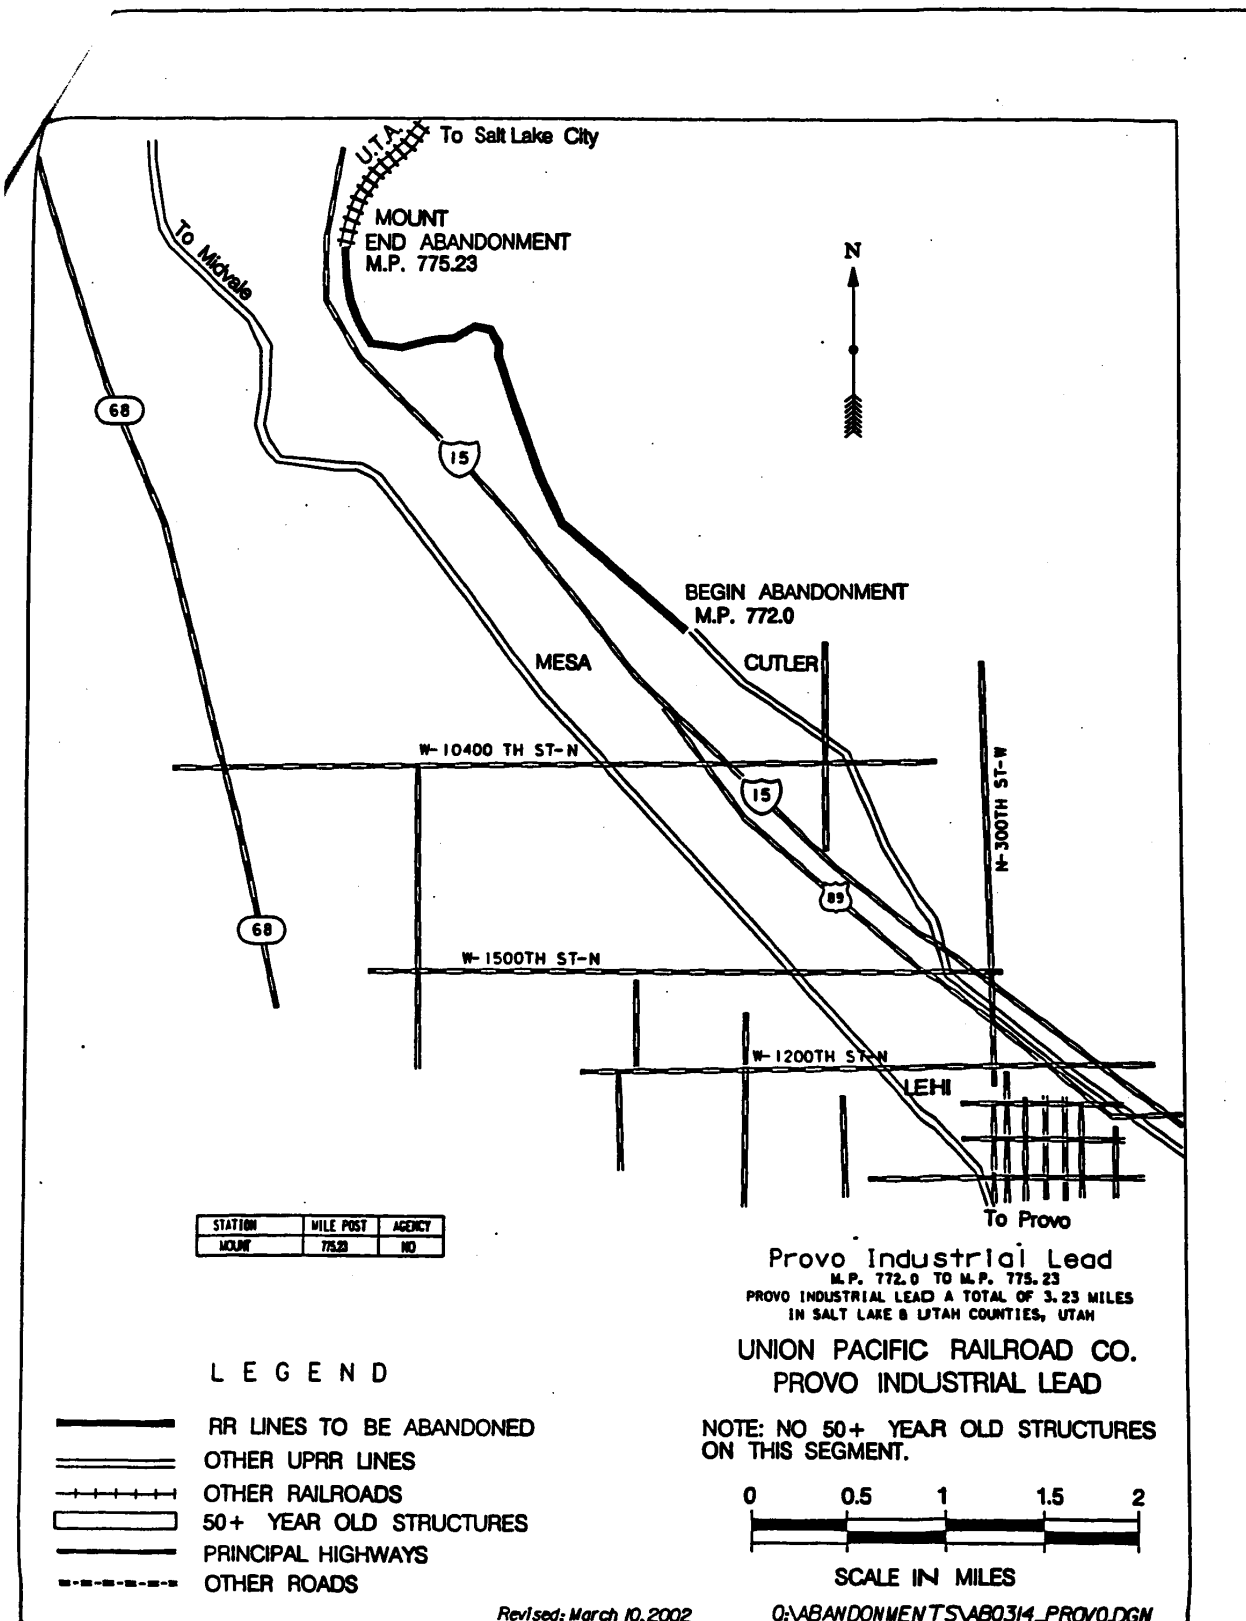 U.T.A.
To Salt Lake City
MOUNT
END ABANDONMENT
M.P. 775.23
To Midvale
N
68
15
BEGIN ABANDONMENT
M.P. 772.0
MESA
CUTLER
W-10400 TH ST-N
15
N-300TH ST-W
89
68
W-1500TH ST-N
W-1200TH ST-N
LEHI
To Provo
STATION MILE POST AGENCY
MOUNT 775.23 NO
Provo Industrial Lead
M.P. 772.0 TO M.P. 775.23
PROVO INDUSTRIAL LEAD A TOTAL OF 3.23 MILES
IN SALT LAKE & UTAH COUNTIES, UTAH
UNION PACIFIC RAILROAD CO.
PROVO INDUSTRIAL LEAD
NOTE: NO 50+ YEAR OLD STRUCTURES
ON THIS SEGMENT.
LEGEND
RR LINES TO BE ABANDONED
OTHER UPRR LINES
OTHER RAILROADS
50+ YEAR OLD STRUCTURES
PRINCIPAL HIGHWAYS
OTHER ROADS
0 0.5 1 1.5 2
SCALE IN MILES
Revised: March 10, 2002
O:\ABANDONMENTS\AB0314_PROVO.DGN